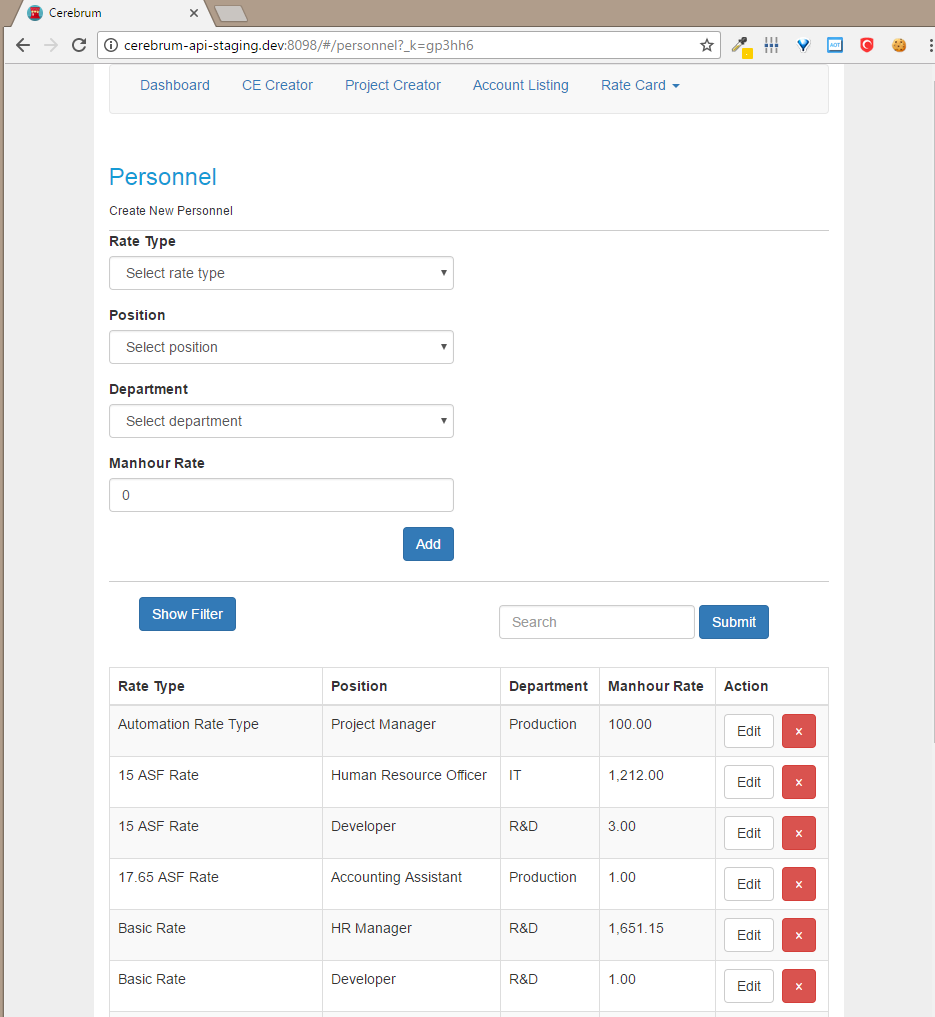 Cerebrum
cerebrum-api-staging.dev:8098/#/personnel?_k=gp3hh6
Dashboard CE Creator Project Creator Account Listing Rate Card
Personnel
Create New Personnel
Rate Type
Select rate type
Position
Select position
Department
Select department
Manhour Rate
0
Add
Show Filter Search Submit
Rate Type Position Department Manhour Rate Action
Automation Rate Type Project Manager Production 100.00 Edit x
15 ASF Rate Human Resource Officer IT 1,212.00 Edit x
15 ASF Rate Developer R&D 3.00 Edit x
17.65 ASF Rate Accounting Assistant Production 1.00 Edit x
Basic Rate HR Manager R&D 1,651.15 Edit x
Basic Rate Developer R&D 1.00 Edit x